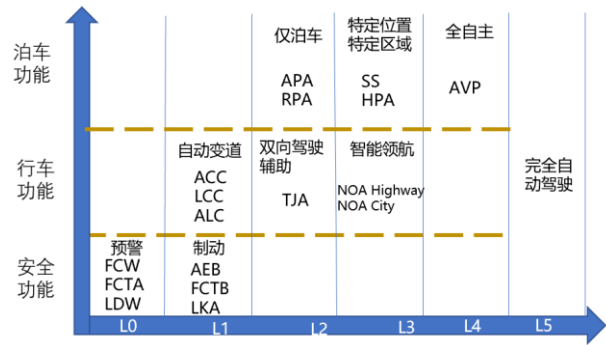 泊车
功能
仅泊车
APA
RPA
特定位置
特定区域
SS
HPA
全自主
AVP
行车
功能
自动变道
ACC
LCC
ALC
双向驾驶
辅助
TJA
智能领航
NOA Highway
NOA City
完全自
动驾驶
安全
功能
预警
FCW
FCTA
LDW
制动
AEB
FCTB
LKA
L0
L1
L2
L3
L4
L5